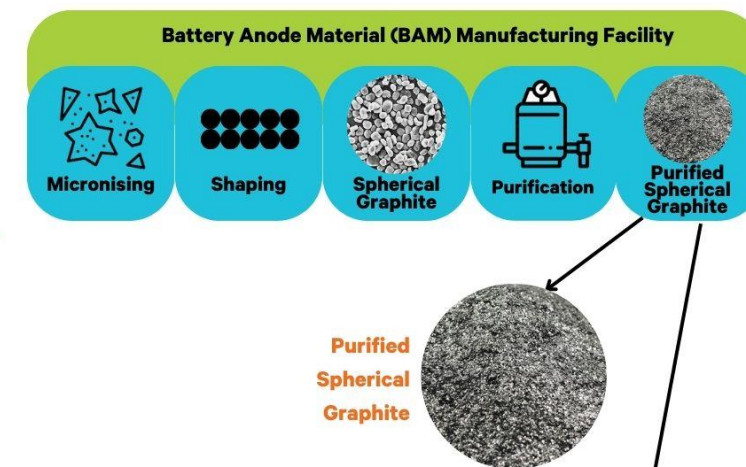 Battery Anode Material (BAM) Manufacturing Facility
Micronising
Shaping
Spherical
Graphite
Purification
Purified
Spherical
Graphite
Purified
Spherical
Graphite